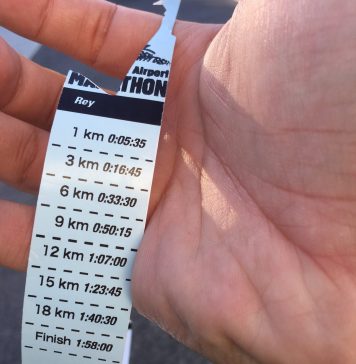 Airport
Rey
1 km 0:05:35
3 km 0:16:45
6 km 0:33:30
9 km 0:50:15
12 km 1:07:00
15 km 1:23:45
18 km 1:40:30
Finish 1:58:00